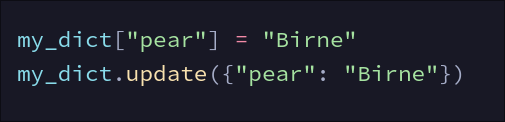 my_dict["pear"] = "Birne"
my_dict.update({"pear": "Birne"})